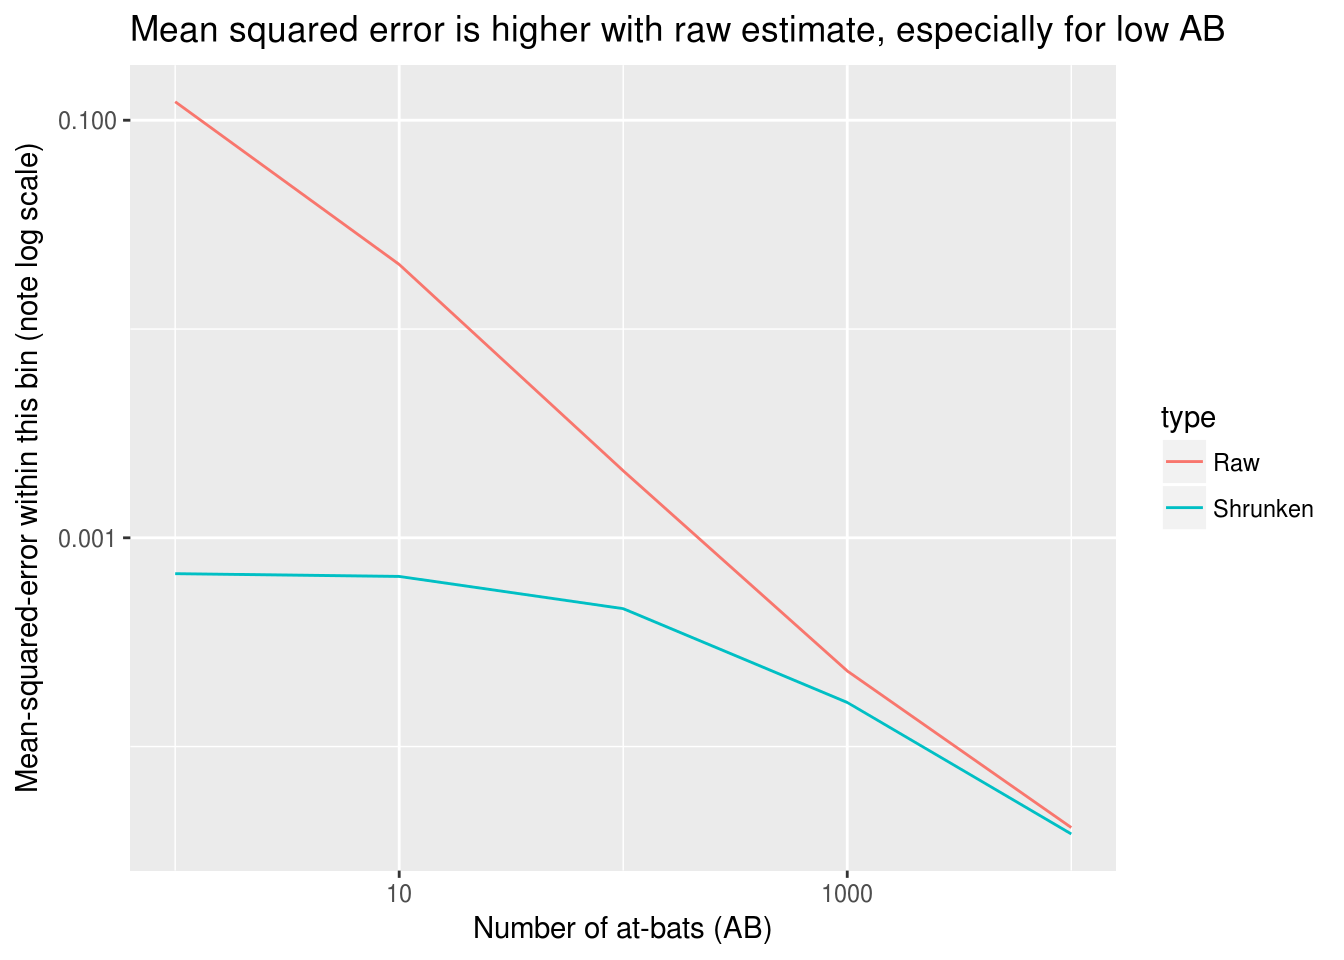 Mean squared error is higher with raw estimate, especially for low AB
Mean-squared-error within this bin (note log scale)
0.100
0.001
10
1000
Number of at-bats (AB)
type
Raw
Shrunken